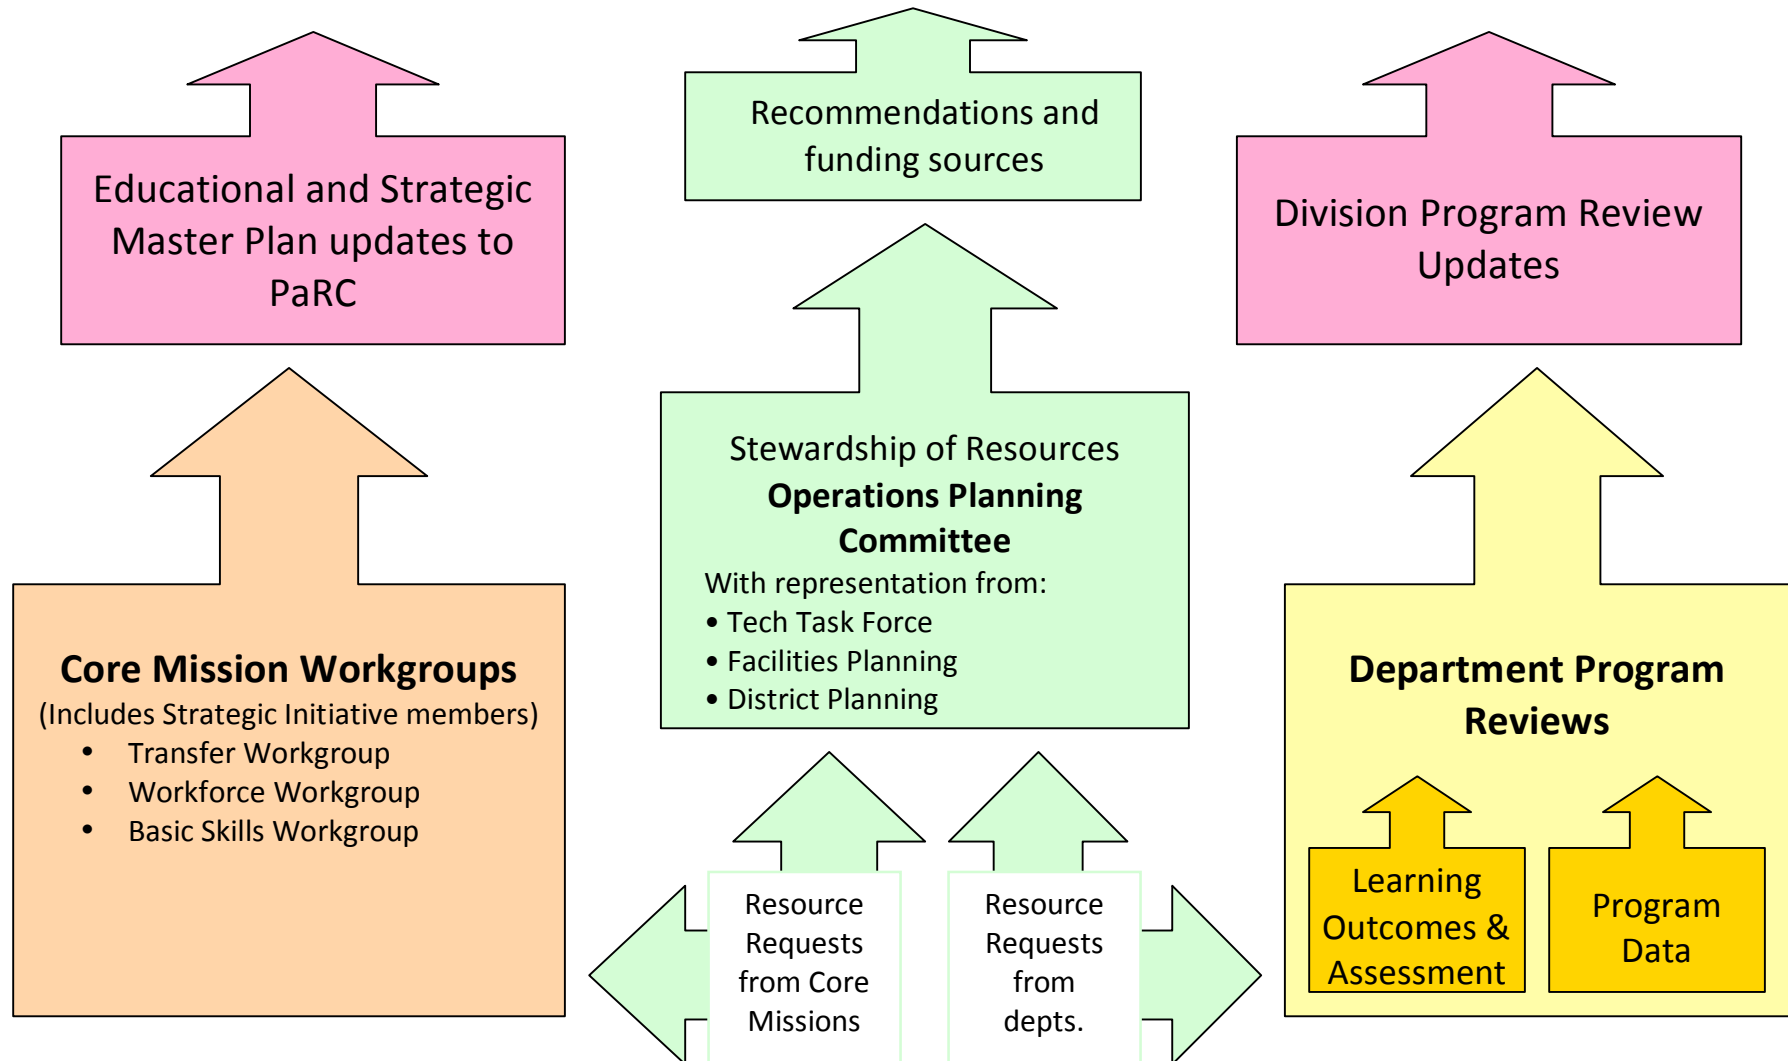 Educational and Strategic
Master Plan updates to
PaRC
Recommendations and
funding sources
Division Program Review
Updates
Core Mission Workgroups
(Includes Strategic Initiative members)
• Transfer Workgroup
• Workforce Workgroup
• Basic Skills Workgroup
Stewardship of Resources
Operations Planning
Committee
With representation from:
• Tech Task Force
• Facilities Planning
• District Planning
Department Program
Reviews
Resource
Requests
from Core
Missions
Resource
Requests
from
depts.
Learning
Outcomes &
Assessment
Program
Data